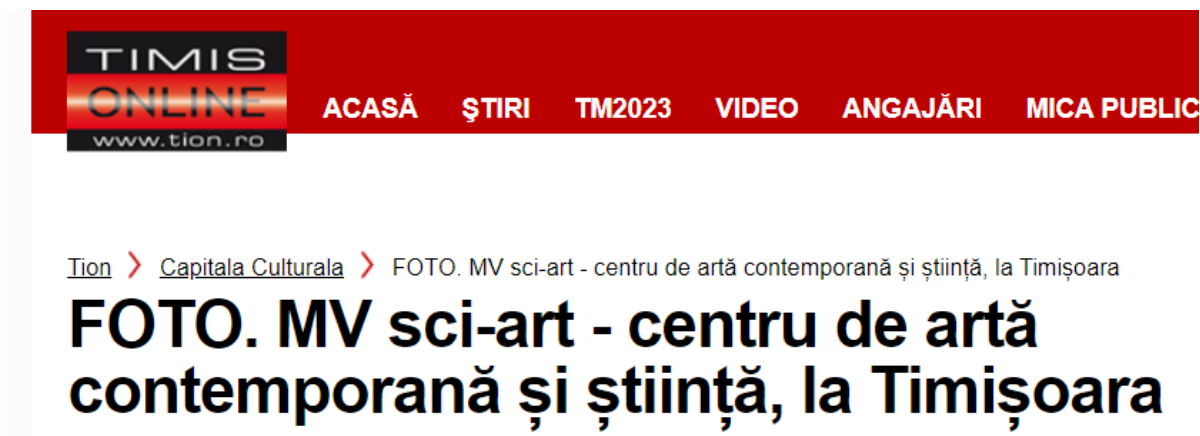 TIMIS
ONLINE
www.tion.ro
ACASĂ ŞTIRI TM2023 VIDEO ANGAJĂRI MICA PUBLIC
Tion > Capitala Culturala > FOTO. MV sci-art - centru de artă contemporană și știință, la Timișoara
FOTO. MV sci-art - centru de artă
contemporană și știință, la Timișoara